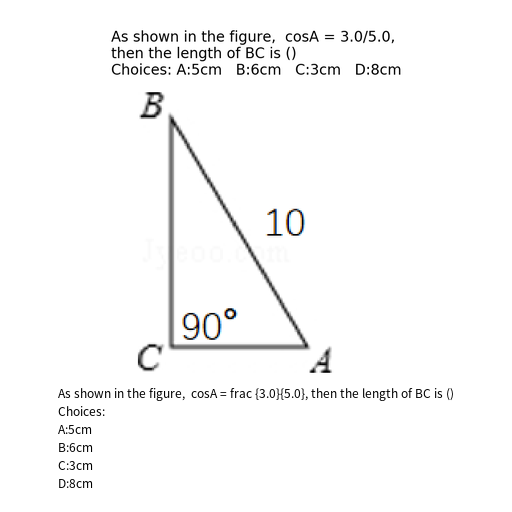 As shown in the figure,  cosA = 3.0/5.0,
then the length of BC is ()
Choices: A:5cm   B:6cm   C:3cm   D:8cm
B
10
Jyeoo.com
90°
C
A
As shown in the figure,  cosA = frac {3.0}{5.0}, then the length of BC is ()
Choices:
A:5cm
B:6cm
C:3cm
D:8cm